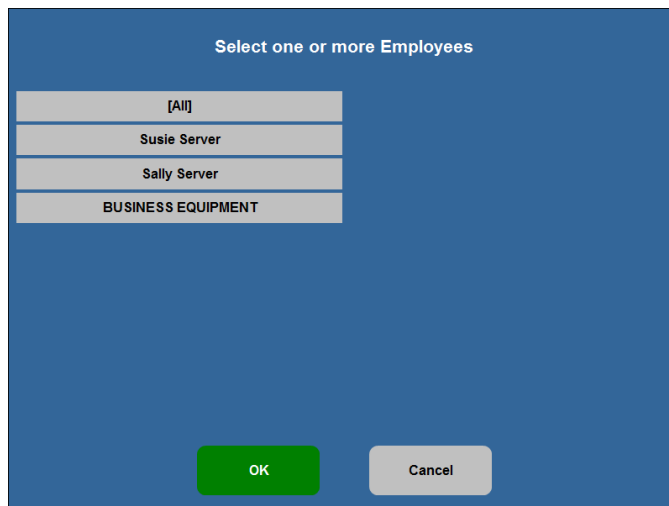 Select one or more Employees
[All]
Susie Server
Sally Server
BUSINESS EQUIPMENT
OK
Cancel